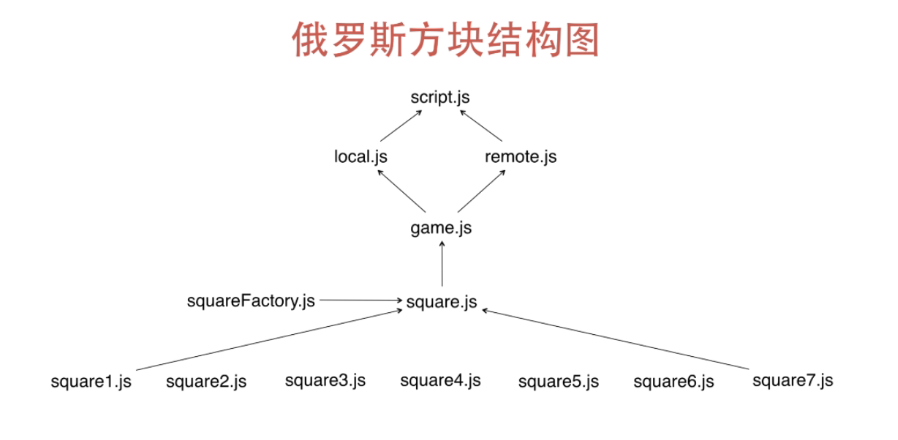 俄罗斯方块结构图
script.js
local.js remote.js
game.js
squareFactory.js square.js
square1.js square2.js square3.js square4.js square5.js square6.js square7.js